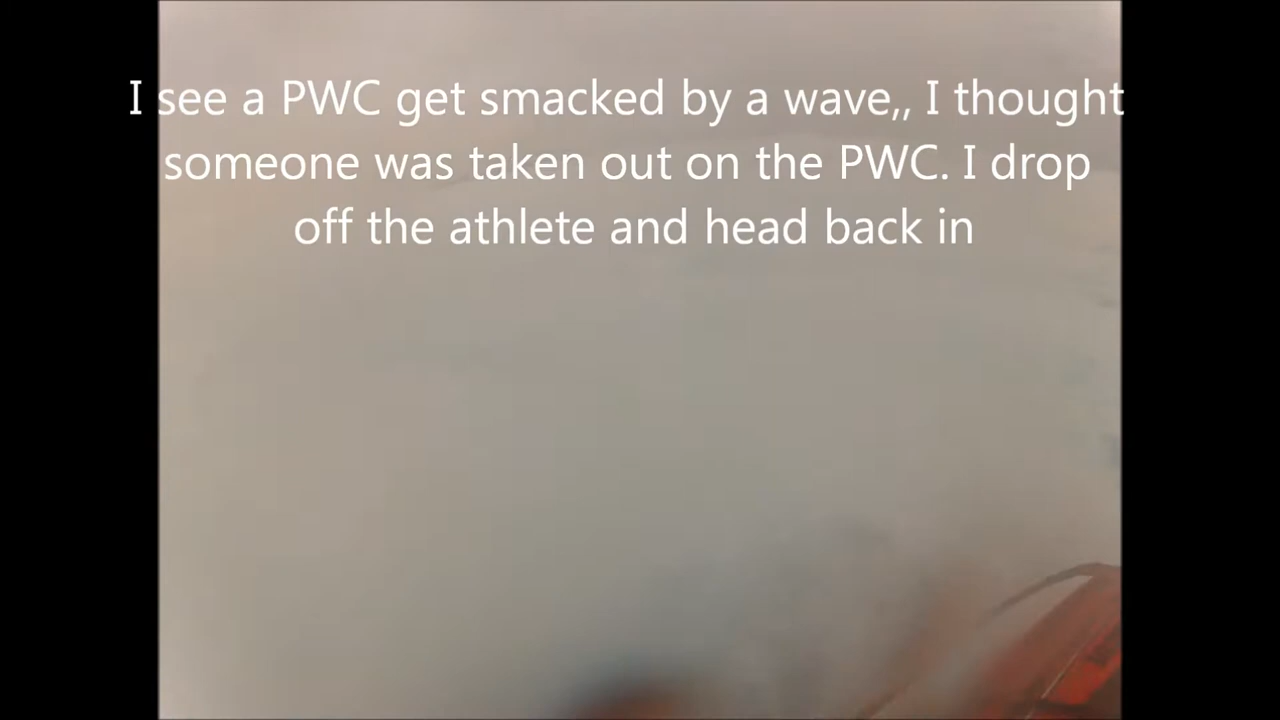 I see a PWC get smacked by a wave,, I thought
someone was taken out on the PWC. I drop
off the athlete and head back in